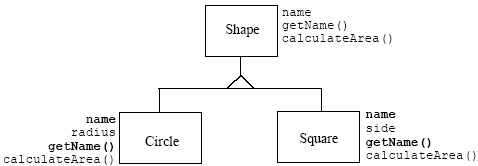 Shape
name
getName()
calculateArea()
name
radius
getName()
calculateArea()
Circle
Square
name
side
getName()
calculateArea()